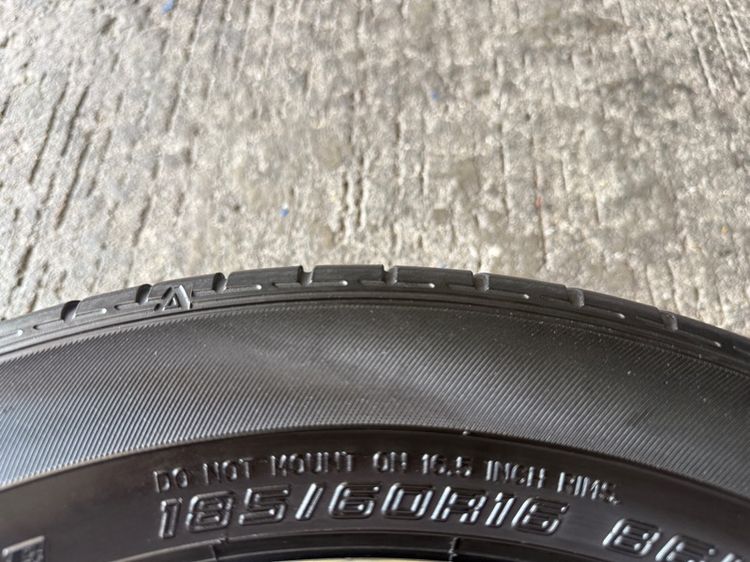 DO NOT MOUNT ON 16.5 INCH RIMS.
185/60R16